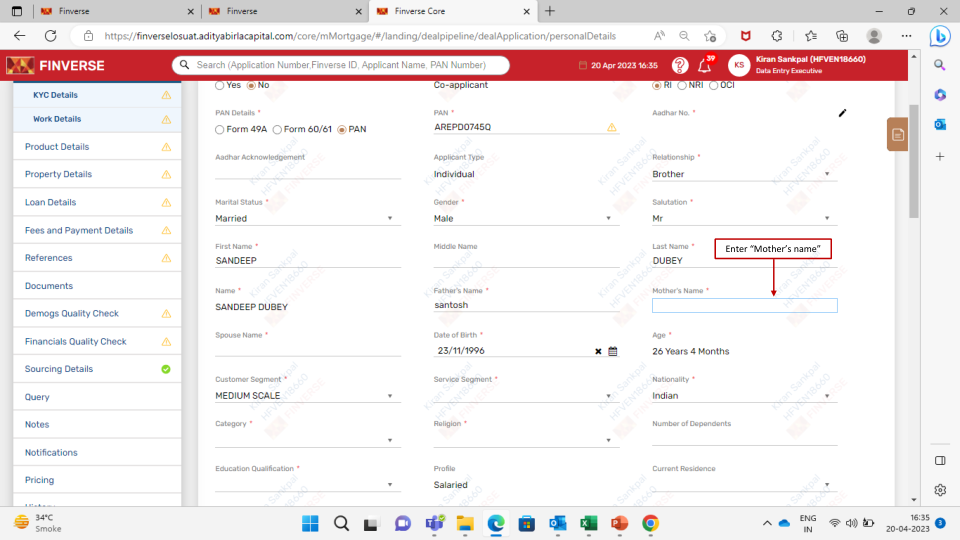 Finverse
Finverse
Finverse Core
https://finverselosuat.adityabirlacapital.com/core/mMortgage/#/landing/dealpipeline/dealApplication/personalDetails
FINVERSE
Search (Application Number,Finverse ID, Applicant Name, PAN Number)
20 Apr 2023 16:35
?
39
KS
Kiran Sankpal (HFVEN18660)
Data Entry Executive
KYC Details
Work Details
Product Details
Property Details
Loan Details
Fees and Payment Details
References
Documents
Demogs Quality Check
Financials Quality Check
Sourcing Details
Query
Notes
Notifications
Pricing
Yes No
Co-applicant
RI NRI OCI
PAN Details
Form 49A Form 60/61 PAN
PAN *
AREPD0745Q
Aadhar No. *
Aadhar Acknowledgement
Applicant Type
Individual
Relationship *
Brother
Marital Status *
Married
Gender *
Male
Salutation *
Mr
First Name *
SANDEEP
Middle Name
Last Name *
DUBEY
Enter “Mother’s name”
Name *
SANDEEP DUBEY
Father's Name *
santosh
Mother's Name *
Spouse Name *
Date of Birth *
23/11/1996
Age *
26 Years 4 Months
Customer Segment *
MEDIUM SCALE
Service Segment *
Nationality *
Indian
Category *
Religion *
Number of Dependents
Education Qualification *
Profile
Salaried
Current Residence
Kiran Sankpal
HFVEN18660
FINVERSE
34°C
Smoke
ENG
IN
16:35
20-04-2023
3